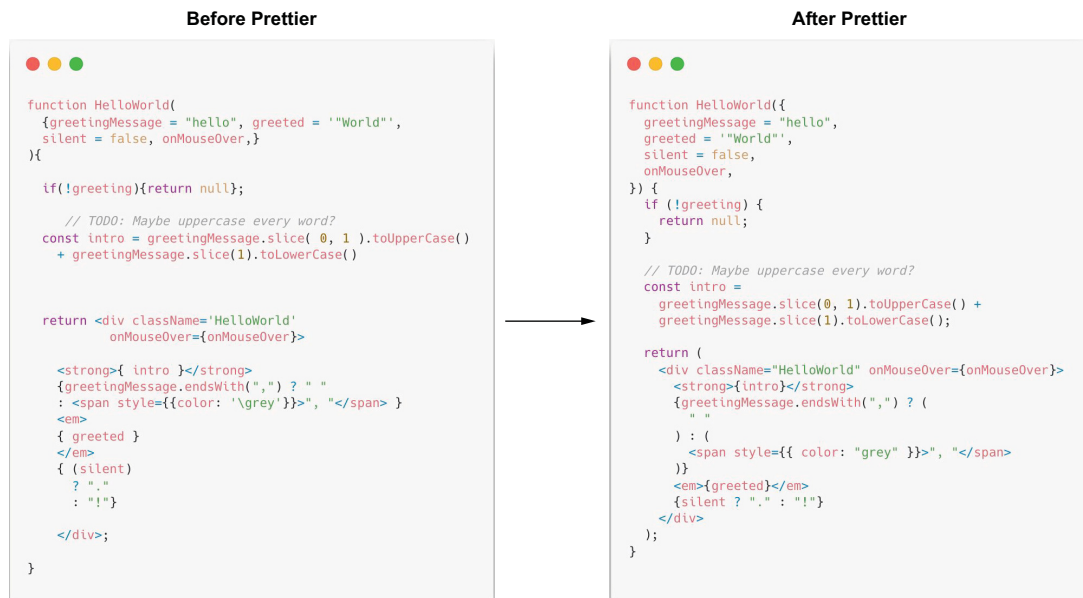 Before Prettier
function HelloWorld(
  {greetingMessage = "hello", greeted = '"World"',
  silent = false, onMouseOver,}
){
  if(!greeting){return null};
     // TODO: Maybe uppercase every word?
  const intro = greetingMessage.slice( 0, 1 ).toUpperCase()
    + greetingMessage.slice(1).toLowerCase()
  return <div className='HelloWorld'
           onMouseOver={onMouseOver}>
    <strong>{ intro }</strong>
    {greetingMessage.endsWith(",") ? " "
    : <span style={{color: '\grey'}}>", "</span> }
    <em>
    { greeted }
    </em>
    { (silent)
      ? "."
      : "!"}
    </div>;
}
After Prettier
function HelloWorld({
  greetingMessage = "hello",
  greeted = '"World"',
  silent = false,
  onMouseOver,
}) {
  if (!greeting) {
    return null;
  }
  // TODO: Maybe uppercase every word?
  const intro =
    greetingMessage.slice(0, 1).toUpperCase() +
    greetingMessage.slice(1).toLowerCase();
  return (
    <div className="HelloWorld" onMouseOver={onMouseOver}>
      <strong>{intro}</strong>
      {greetingMessage.endsWith(",") ? (
        " "
      ) : (
        <span style={{ color: "grey" }}>", "</span>
      )}
      <em>{greeted}</em>
      {silent ? "." : "!"}
    </div>
  );
}